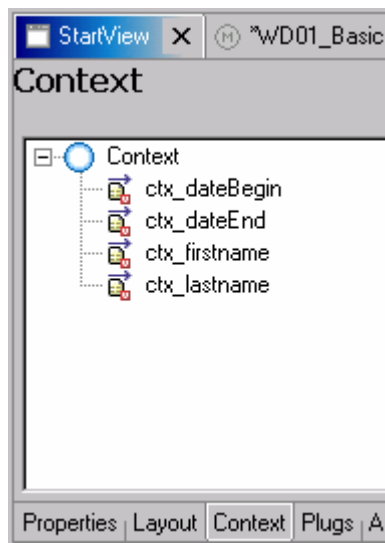 StartView X *WD01_Basic
Context
Context
ctx_dateBegin
ctx_dateEnd
ctx_firstname
ctx_lastname
Properties Layout Context Plugs A